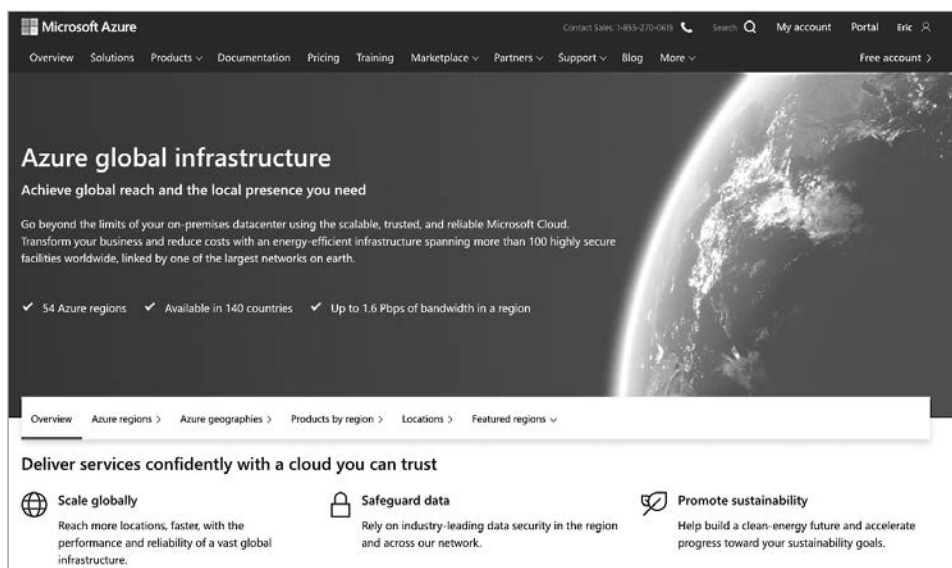 Microsoft Azure
Contact Sales: 1-855-270-0615 Search My account Portal Eric
Overview Solutions Products Documentation Pricing Training Marketplace Partners Support Blog More Free account >
Azure global infrastructure
Achieve global reach and the local presence you need
Go beyond the limits of your on-premises datacenter using the scalable, trusted, and reliable Microsoft Cloud.
Transform your business and reduce costs with an energy-efficient infrastructure spanning more than 100 highly secure
facilities worldwide, linked by one of the largest networks on earth.
✓ 54 Azure regions ✓ Available in 140 countries ✓ Up to 1.6 Pbps of bandwidth in a region
Overview Azure regions > Azure geographies > Products by region > Locations > Featured regions
Deliver services confidently with a cloud you can trust
Scale globally
Reach more locations, faster, with the
performance and reliability of a vast global
infrastructure.
Safeguard data
Rely on industry-leading data security in the region
and across our network.
Promote sustainability
Help build a clean-energy future and accelerate
progress toward your sustainability goals.